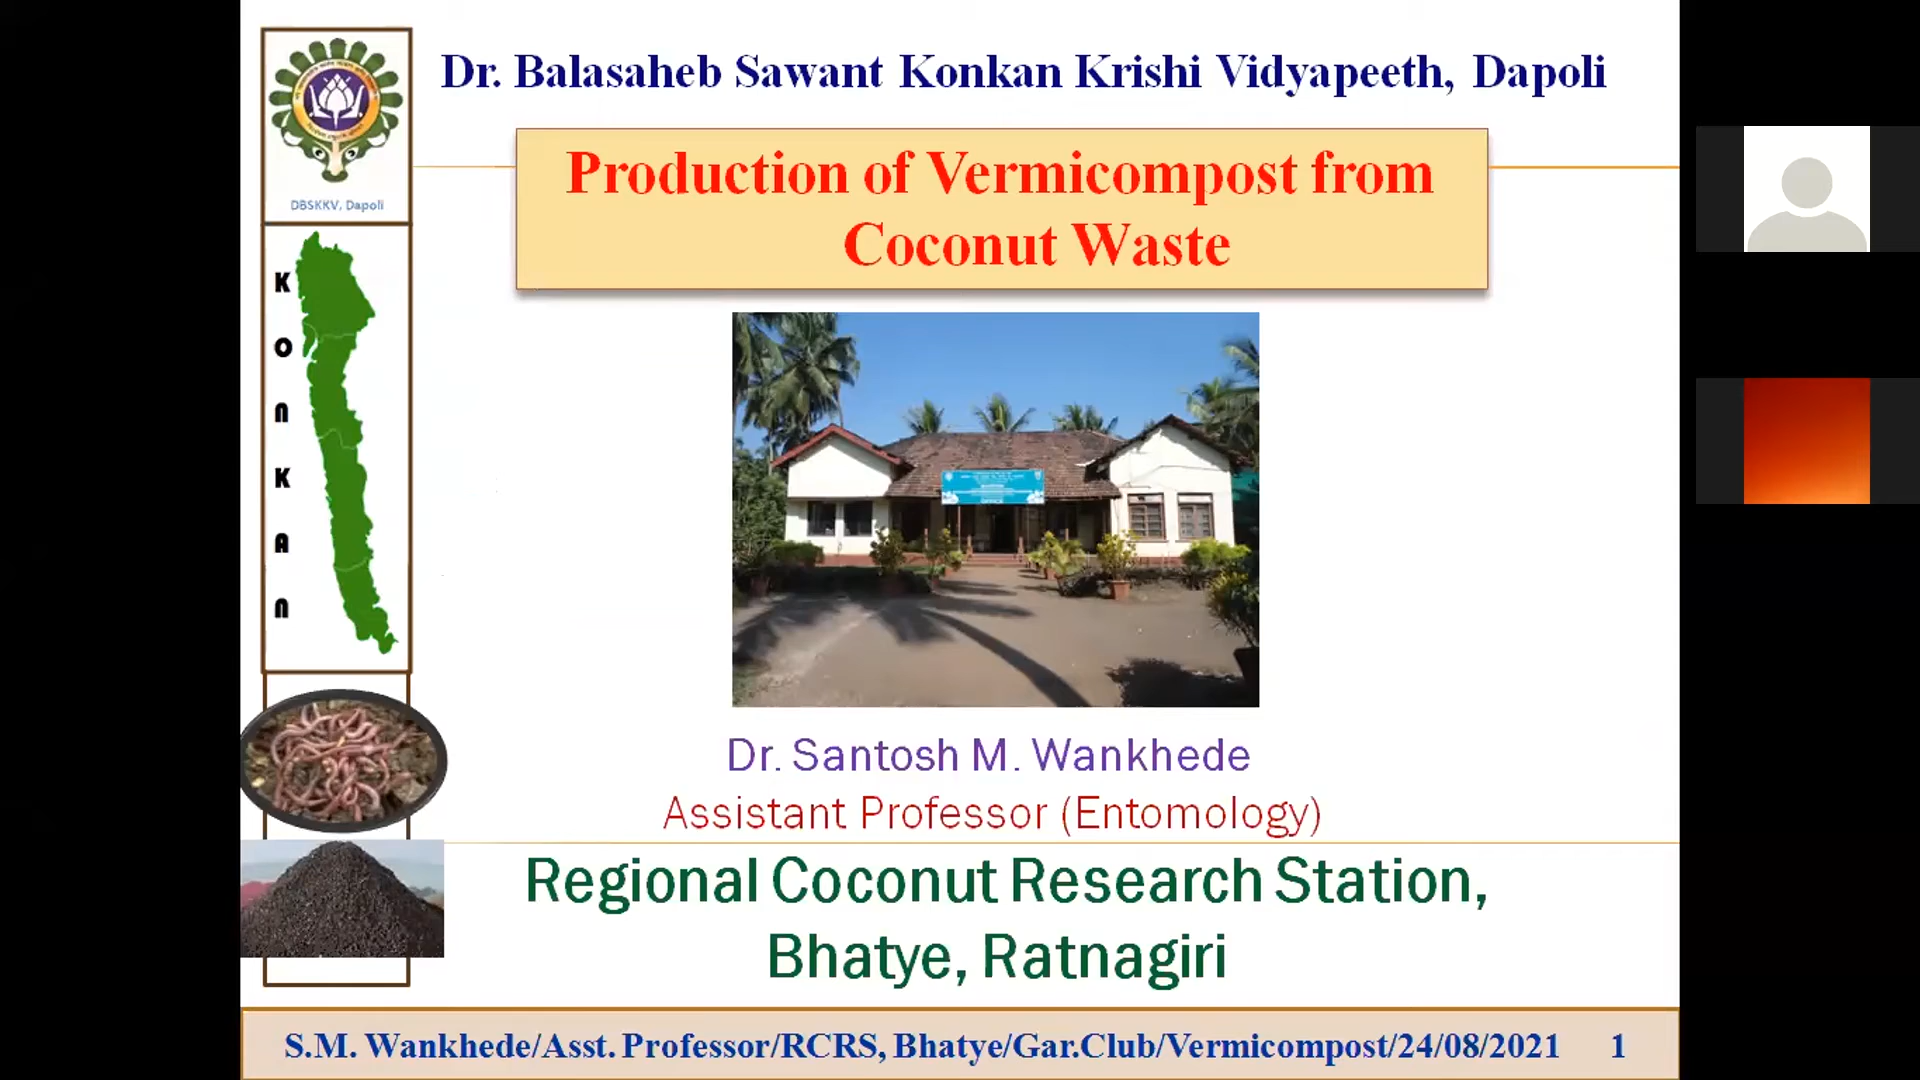 Dr. Balasaheb Sawant Konkan Krishi Vidyapeeth, Dapoli
Production of Vermicompost from
Coconut Waste
DBSKKV, Dapoli
K
O
N
K
A
N
Dr. Santosh M. Wankhede
Assistant Professor (Entomology)
Regional Coconut Research Station,
Bhatye, Ratnagiri
S.M. Wankhede/Asst. Professor/RCRS, Bhatye/Gar.Club/Vermicompost/24/08/2021 1